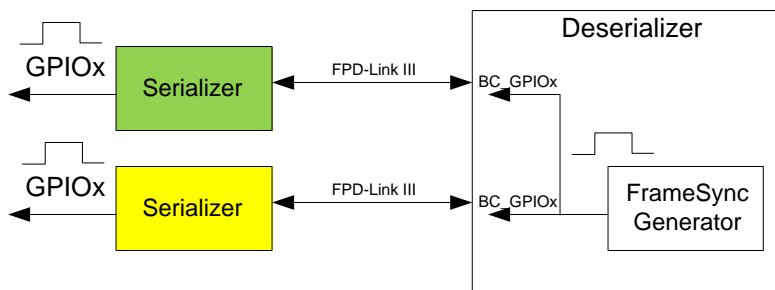 Deserializer
GPIOx
Serializer
FPD-Link III
BC_GPIOx
GPIOx
Serializer
FPD-Link III
BC_GPIOx
FrameSync
Generator